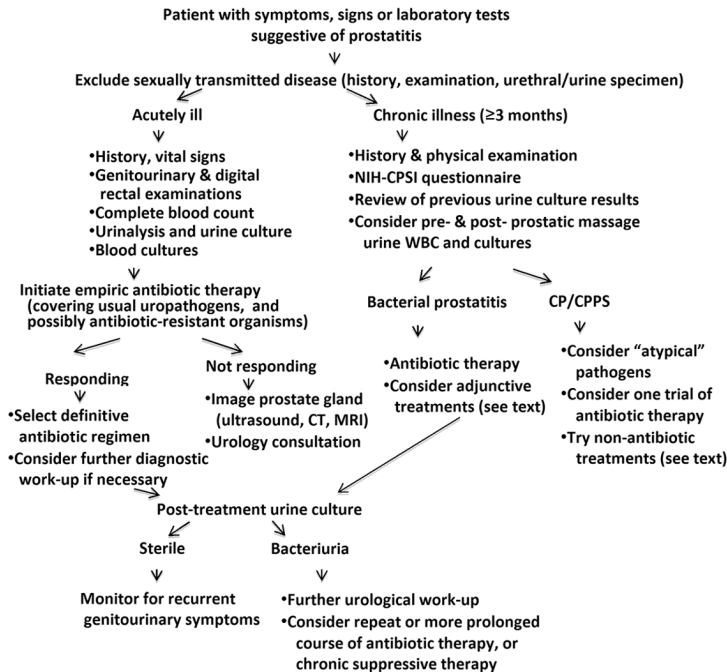 Patient with symptoms, signs or laboratory tests
suggestive of prostatitis
Exclude sexually transmitted disease (history, examination, urethral/urine specimen)
Acutely ill
•History, vital signs
•Genitourinary & digital
rectal examinations
•Complete blood count
•Urinalysis and urine culture
•Blood cultures
Initiate empiric antibiotic therapy
(covering usual uropathogens, and
possibly antibiotic-resistant organisms)
Responding
•Select definitive
antibiotic regimen
•Consider further diagnostic
work-up if necessary
Not responding
•Image prostate gland
(ultrasound, CT, MRI)
•Urology consultation
Chronic illness (≥3 months)
•History & physical examination
•NIH-CPSI questionnaire
•Review of previous urine culture results
•Consider pre- & post- prostatic massage
urine WBC and cultures
Bacterial prostatitis
•Antibiotic therapy
•Consider adjunctive
treatments (see text)
CP/CPPS
•Consider “atypical”
pathogens
•Consider one trial of
antibiotic therapy
•Try non-antibiotic
treatments (see text)
Post-treatment urine culture
Sterile
Monitor for recurrent
genitourinary symptoms
Bacteriuria
•Further urological work-up
•Consider repeat or more prolonged
course of antibiotic therapy, or
chronic suppressive therapy